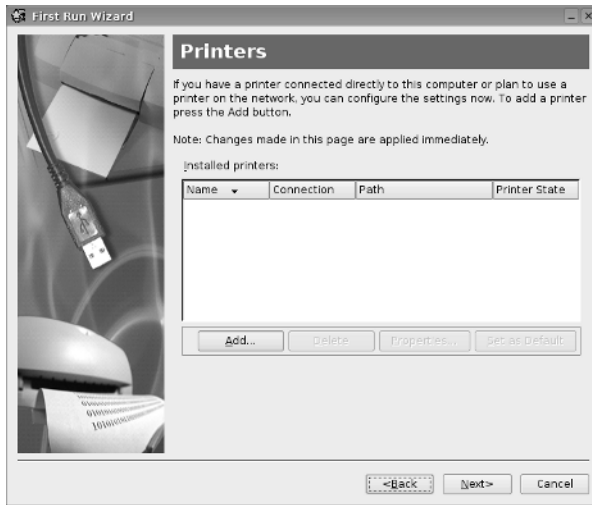 First Run Wizard
Printers
If you have a printer connected directly to this computer or plan to use a
printer on the network, you can configure the settings now. To add a printer
press the Add button.
Note: Changes made in this page are applied immediately.
Installed printers:
Name Connection Path Printer State
Add... Delete Properties... Set as Default
<Back Next> Cancel